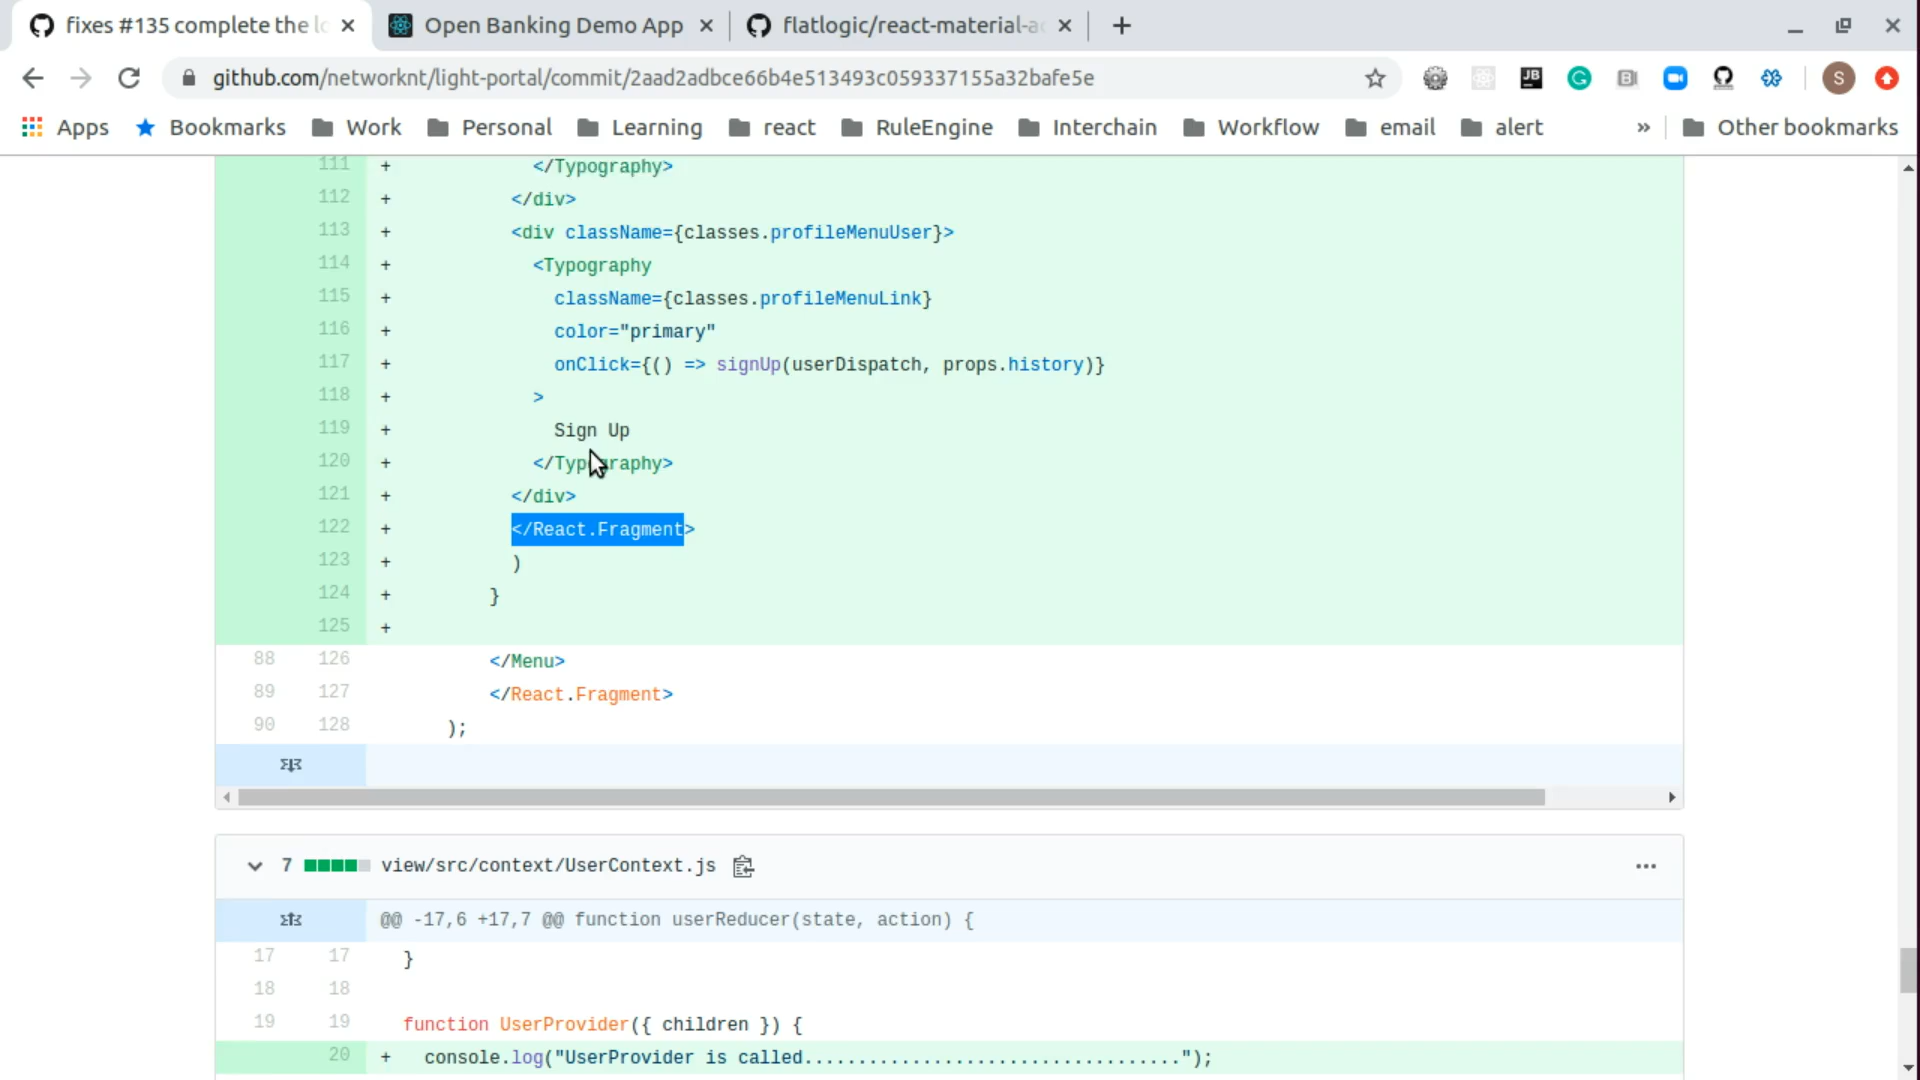 fixes #135 complete the lo
Open Banking Demo App
flatlogic/react-material-a
github.com/networknt/light-portal/commit/2aad2adbce66b4e513493c059337155a32bafe5e
JB
G
B
S
Apps Bookmarks Work Personal Learning react RuleEngine Interchain Workflow email alert » Other bookmarks
111 + </Typography>
112 + </div>
113 + <div className={classes.profileMenuUser}>
114 + <Typography
115 + className={classes.profileMenuLink}
116 + color="primary"
117 + onClick={() => signUp(userDispatch, props.history)}
118 + >
119 + Sign Up
120 + </Typography>
121 + </div>
122 + </React.Fragment>
123 + )
124 + }
125 +
88 126 </Menu>
89 127 </React.Fragment>
90 128 );
7 view/src/context/UserContext.js
@@ -17,6 +17,7 @@ function userReducer(state, action) {
17 17 }
18 18
19 19 function UserProvider({ children }) {
20 + console.log("UserProvider is called...................................");